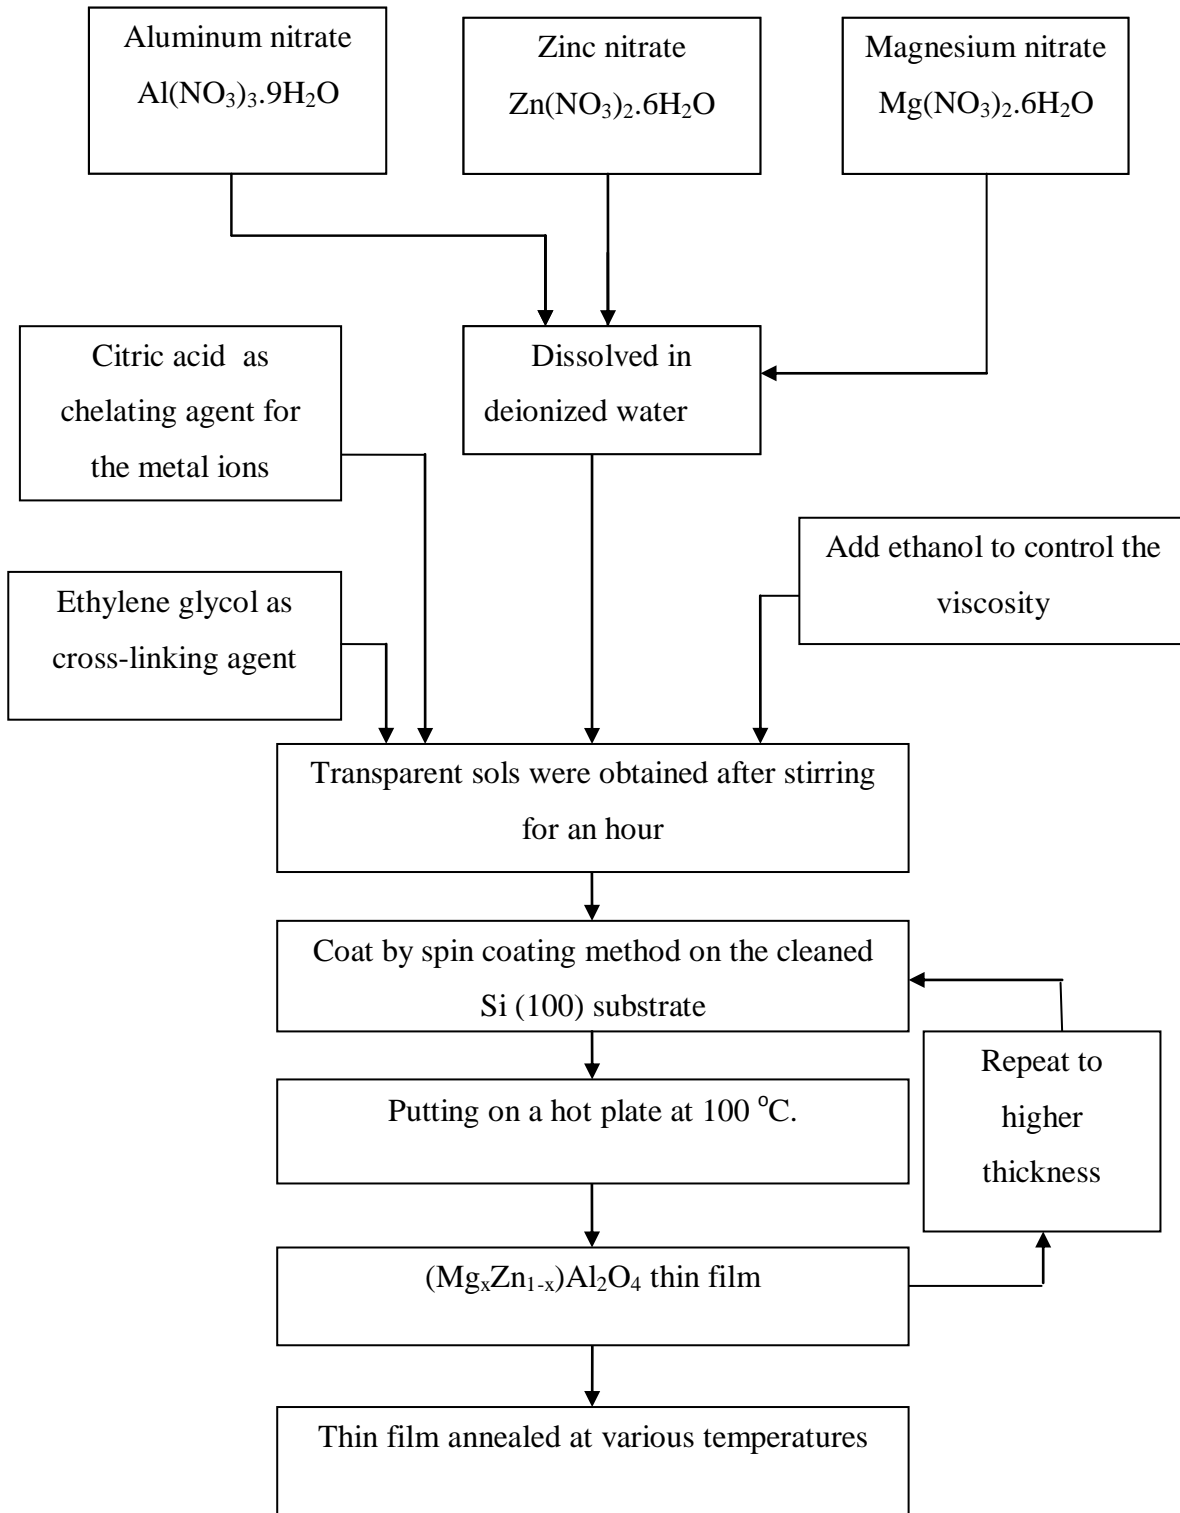 Aluminum nitrate
Al(NO₃)₃.9H₂O
Zinc nitrate
Zn(NO₃)₂.6H₂O
Magnesium nitrate
Mg(NO₃)₂.6H₂O
Citric acid as
chelating agent for
the metal ions
Dissolved in
deionized water
Ethylene glycol as
cross-linking agent
Add ethanol to control the
viscosity
Transparent sols were obtained after stirring
for an hour
Coat by spin coating method on the cleaned
Si (100) substrate
Putting on a hot plate at 100 °C.
Repeat to
higher
thickness
(MgₓZn₁₋ₓ)Al₂O₄ thin film
Thin film annealed at various temperatures